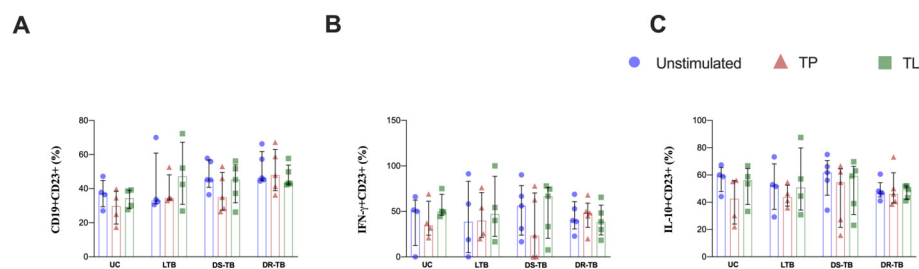 A
B
C
Unstimulated
TP
TL
CD19+CD23+ (%)
80
60
40
20
0
UC
LTB
DS-TB
DR-TB
IFN-γ+CD23+ (%)
150
100
50
0
UC
LTB
DS-TB
DR-TB
IL-10+CD23+ (%)
100
80
60
40
20
0
UC
LTB
DS-TB
DR-TB